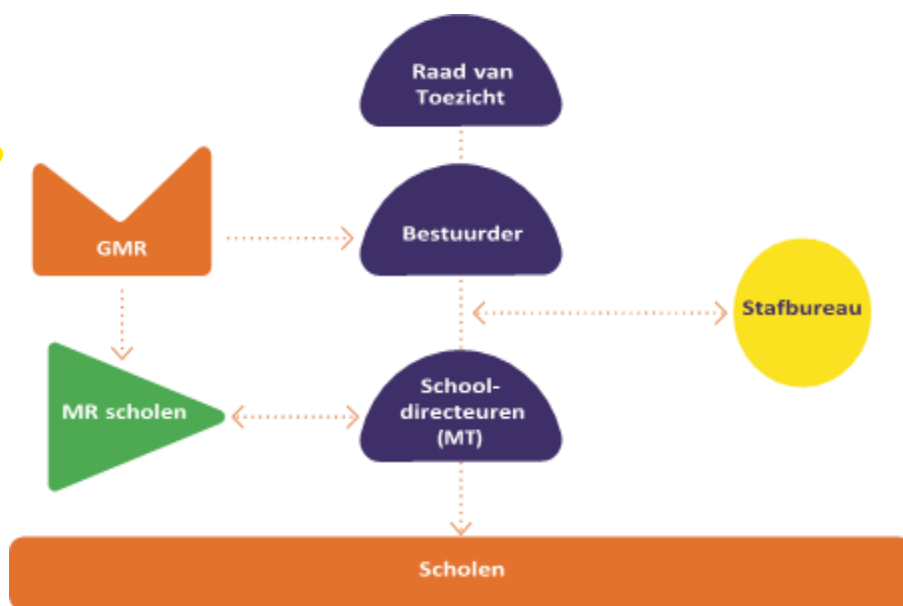 Raad van
Toezicht
GMR
Bestuurder
Stafbureau
MR scholen
School-
directeuren
(MT)
Scholen